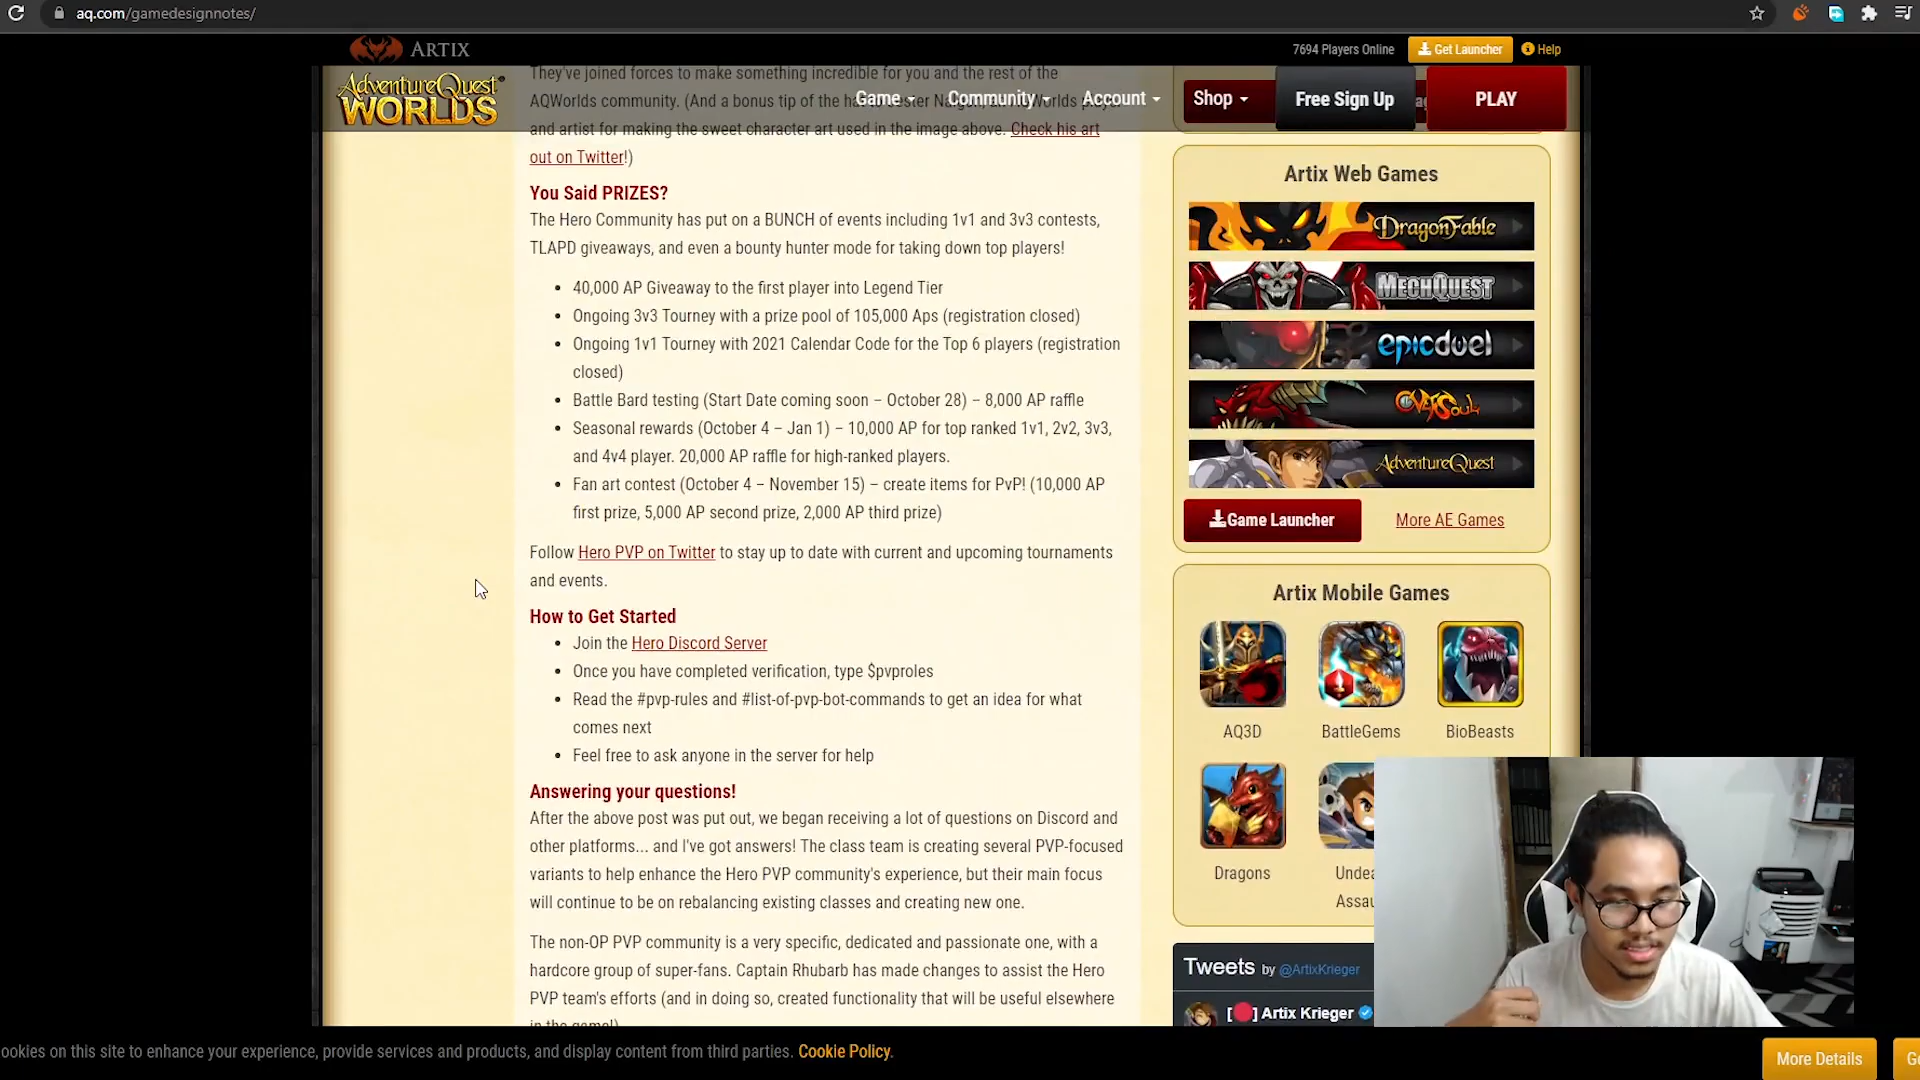 aq.com/gamedesignnotes/
ARTIX
7694 Players Online
Get Launcher
Help
AdventureQuest
WORLDS
Game
Community
Account
Shop
Free Sign Up
PLAY
They've joined forces to make something incredible for you and the rest of the
AQWorlds community. (And a bonus tip of the
and artist for making the sweet character art used in the image above. Check his art
out on Twitter!)
You Said PRIZES?
The Hero Community has put on a BUNCH of events including 1v1 and 3v3 contests,
TLAPD giveaways, and even a bounty hunter mode for taking down top players!
• 40,000 AP Giveaway to the first player into Legend Tier
• Ongoing 3v3 Tourney with a prize pool of 105,000 Aps (registration closed)
• Ongoing 1v1 Tourney with 2021 Calendar Code for the Top 6 players (registration
closed)
• Battle Bard testing (Start Date coming soon – October 28) – 8,000 AP raffle
• Seasonal rewards (October 4 – Jan 1) – 10,000 AP for top ranked 1v1, 2v2, 3v3,
and 4v4 player. 20,000 AP raffle for high-ranked players.
• Fan art contest (October 4 – November 15) – create items for PvP! (10,000 AP
first prize, 5,000 AP second prize, 2,000 AP third prize)
Follow Hero PVP on Twitter to stay up to date with current and upcoming tournaments
and events.
How to Get Started
• Join the Hero Discord Server
• Once you have completed verification, type $pvproles
• Read the #pvp-rules and #list-of-pvp-bot-commands to get an idea for what
comes next
• Feel free to ask anyone in the server for help
Answering your questions!
After the above post was put out, we began receiving a lot of questions on Discord and
other platforms... and I've got answers! The class team is creating several PVP-focused
variants to help enhance the Hero PVP community's experience, but their main focus
will continue to be on rebalancing existing classes and creating new one.
The non-OP PVP community is a very specific, dedicated and passionate one, with a
hardcore group of super-fans. Captain Rhubarb has made changes to assist the Hero
PVP team's efforts (and in doing so, created functionality that will be useful elsewhere
in the game!)
Artix Web Games
DragonFable
MECHQUEST
epicduel
OverSoul
AdventureQuest
Game Launcher
More AE Games
Artix Mobile Games
AQ3D
BattleGems
BioBeasts
Dragons
Undea
Assau
Tweets by @ArtixKrieger
[🔴] Artix Krieger
ookies on this site to enhance your experience, provide services and products, and display content from third parties. Cookie Policy.
More Details